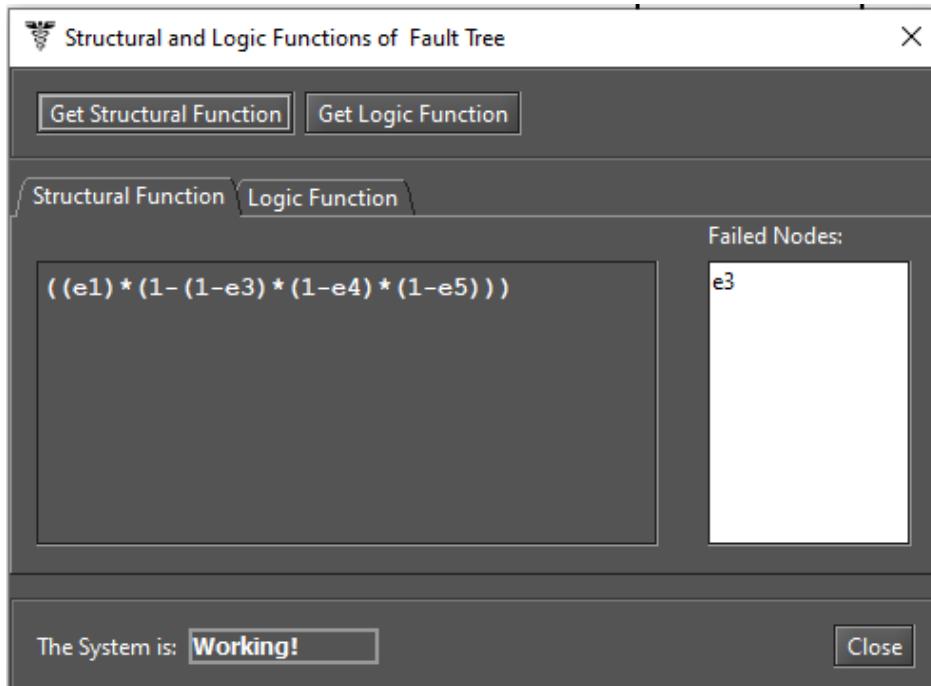 Structural and Logic Functions of  Fault Tree
Get Structural Function
Get Logic Function
Structural Function
Logic Function
Failed Nodes:
((e1)*(1-(1-e3)*(1-e4)*(1-e5)))
e3
The System is: Working!
Close